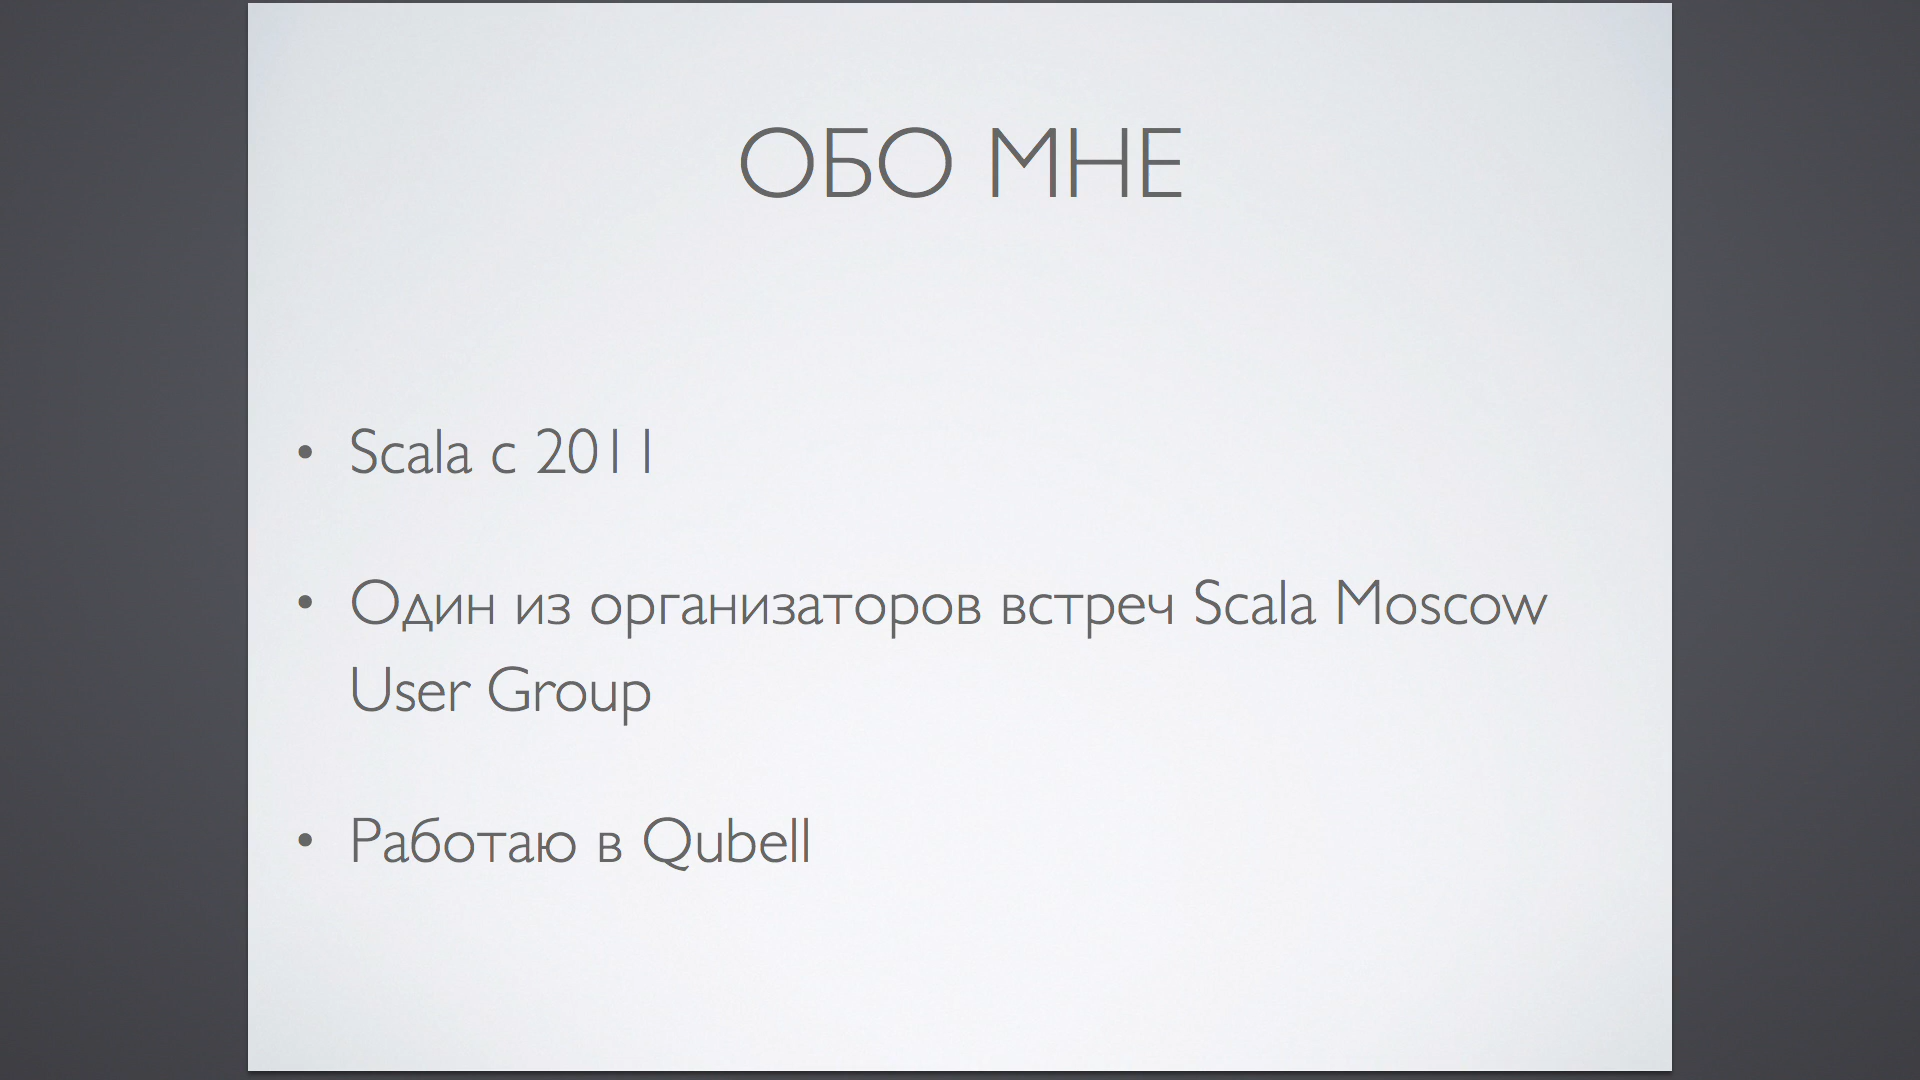 ОБО МНЕ
• Scala с 2011
• Один из организаторов встреч Scala Moscow
User Group
• Работаю в Qubell